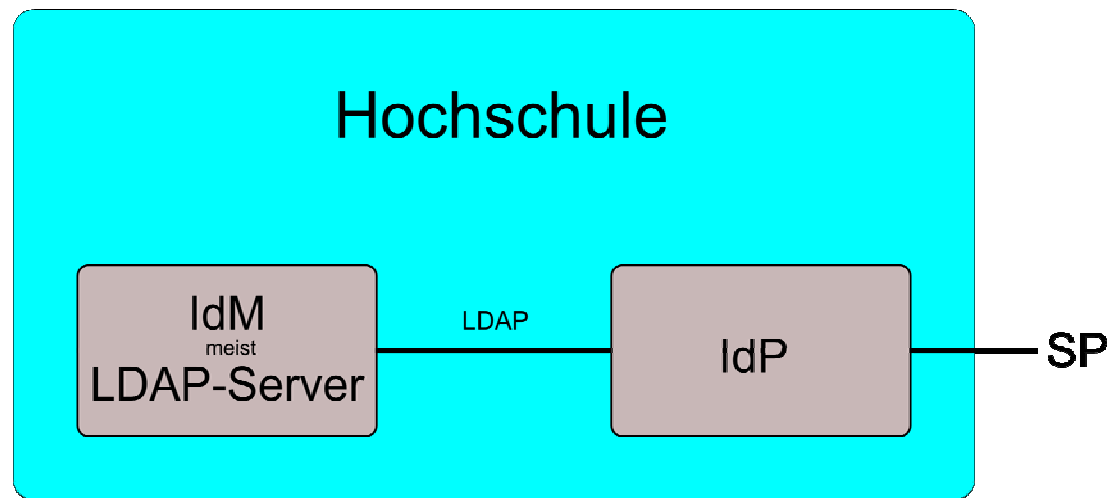 Hochschule
IdM
meist
LDAP-Server
LDAP
IdP
SP